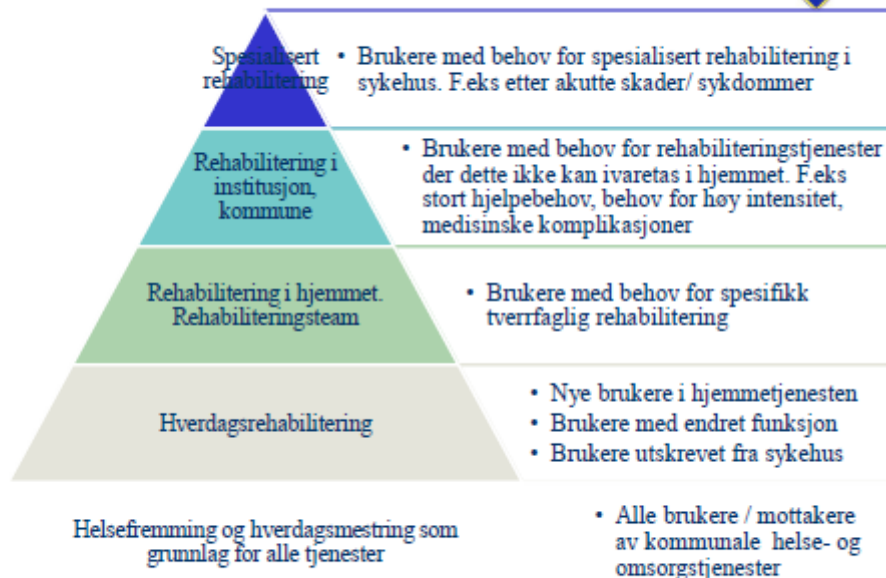 Spesialisert
rehabilitering
• Brukere med behov for spesialisert rehabilitering i
sykehus. F.eks etter akutte skader/ sykdommer
Rehabilitering i
institusjon,
kommune
• Brukere med behov for rehabiliteringstjenester
der dette ikke kan ivaretas i hjemmet. F.eks
stort hjelpebehov, behov for høy intensitet,
medisinske komplikasjoner
Rehabilitering i hjemmet.
Rehabiliteringsteam
• Brukere med behov for spesifikk
tverrfaglig rehabilitering
Hverdagsrehabilitering
• Nye brukere i hjemmetjenesten
• Brukere med endret funksjon
• Brukere utskrevet fra sykehus
Helsefremming og hverdagsmestring som
grunnlag for alle tjenester
• Alle brukere / mottakere
av kommunale helse- og
omsorgstjenester